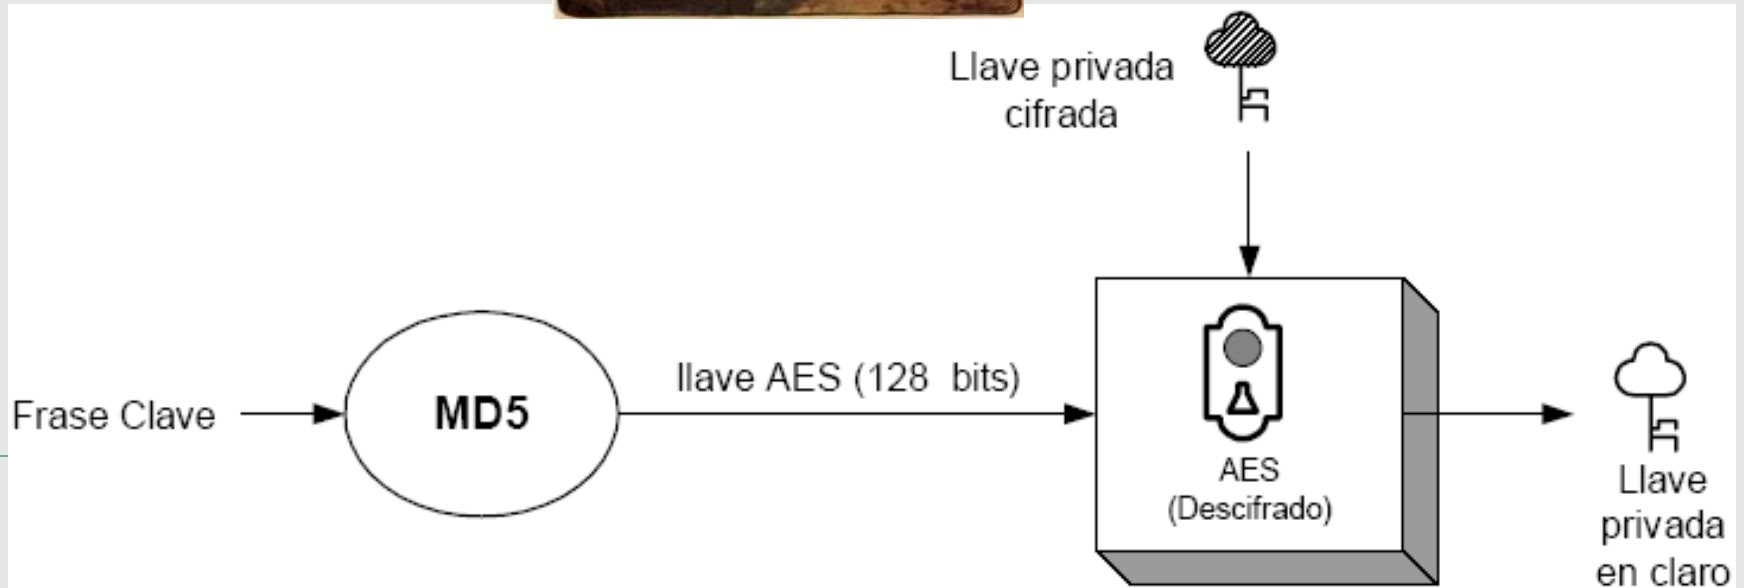 Llave privada
cifrada
llave AES (128 bits)
Frase Clave
MD5
AES
(Descifrado)
Llave
privada
en claro